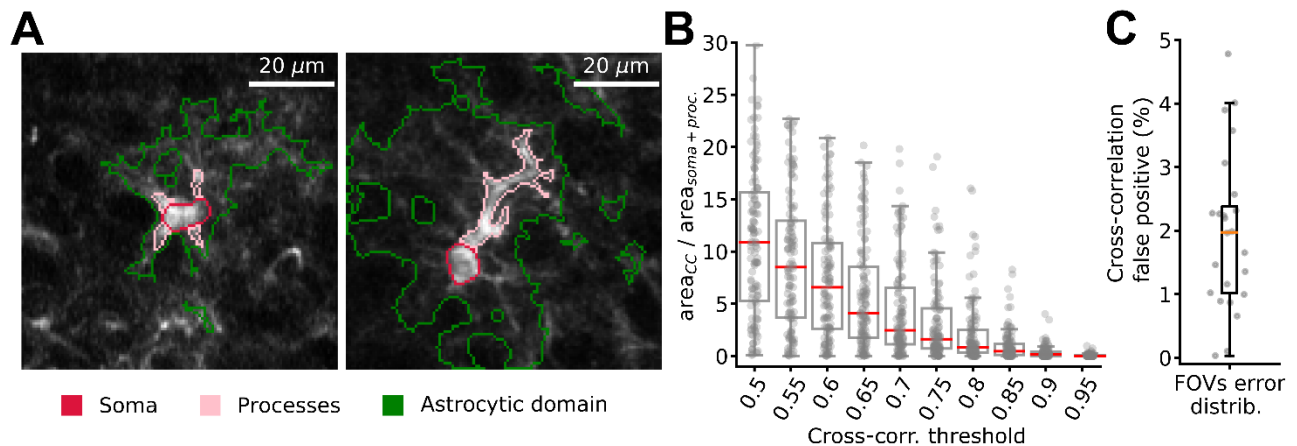 A
20 μm
20 μm
Soma
Processes
Astrocytic domain
B
area_CC / area_soma+proc.
30
25
20
15
10
5
0
0.5
0.55
0.6
0.65
0.7
0.75
0.8
0.85
0.9
0.95
Cross-corr. threshold
C
Cross-correlation
false positive (%)
5
4
3
2
1
0
FOVs error
distrib.